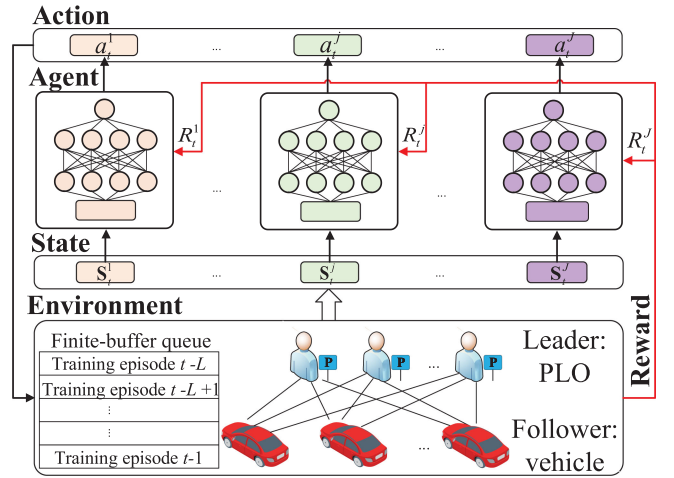 Action
a_t^1 ... a_t^j ... a_t^J
Agent
R_t^1 R_t^j R_t^J
... ...
State
S_t^1 ... S_t^j ... S_t^J
Environment
Finite-buffer queue
Training episode t -L
Training episode t -L +1
⋮
⋮
Training episode t-1
P P ... P
...
Leader:
PLO
Follower:
vehicle
Reward